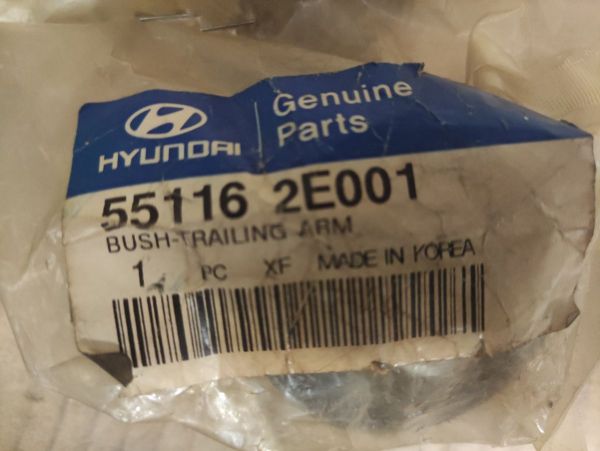 HYUNDAI
Genuine
Parts
55116 2E001
BUSH-TRAILING ARM
1 PC XF MADE IN KOREA